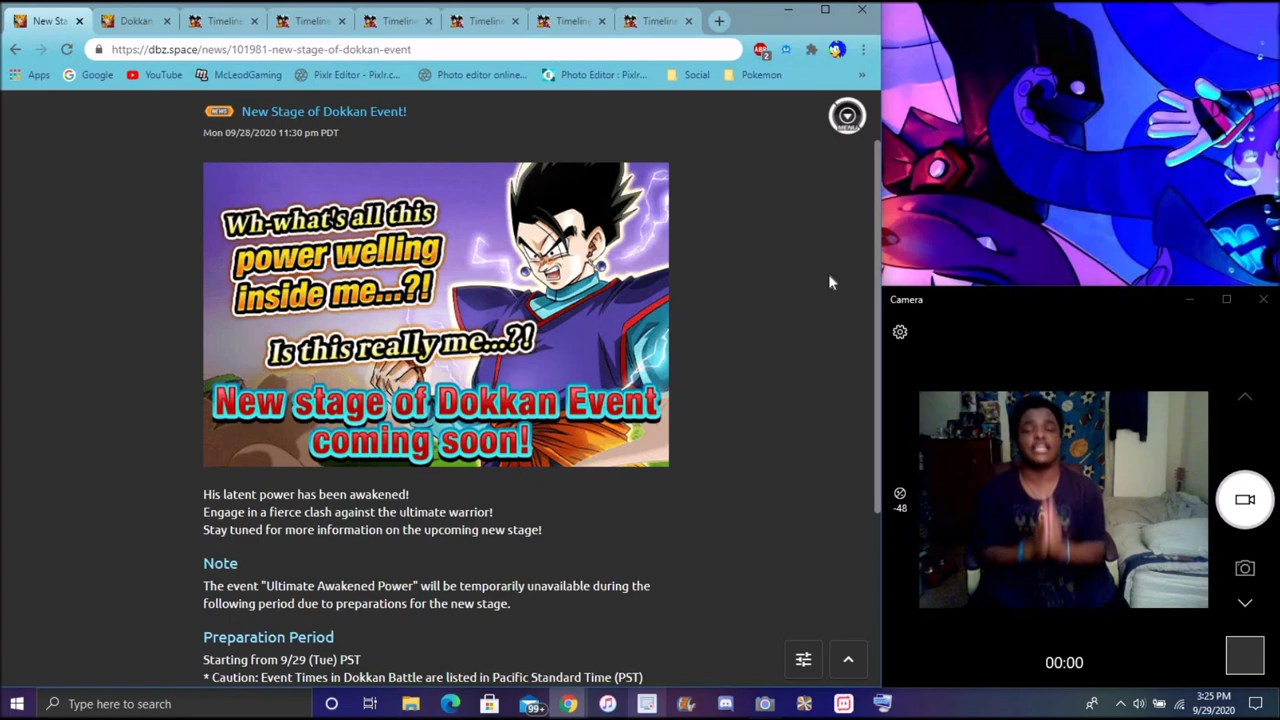 New Sta
Dokkan
Timeline
Timeline
Timeline
Timeline
Timeline
Timeline
https://dbz.space/news/101981-new-stage-of-dokkan-event
ABP
2
Apps
Google
YouTube
McLeodGaming
Pixlr Editor - Pixlr.c...
Photo editor online...
Photo Editor : Pixlr...
Social
Pokemon
»
NEWS New Stage of Dokkan Event!
MENU
Mon 09/28/2020 11:30 pm PDT
Wh-what's all this
power welling
inside me...?!
Is this really me...?!
New stage of Dokkan Event
coming soon!
His latent power has been awakened!
Engage in a fierce clash against the ultimate warrior!
Stay tuned for more information on the upcoming new stage!
Note
The event "Ultimate Awakened Power" will be temporarily unavailable during the
following period due to preparations for the new stage.
Preparation Period
Starting from 9/29 (Tue) PST
* Caution: Event Times in Dokkan Battle are listed in Pacific Standard Time (PST)
Camera
-48
00:00
Type here to search
99+
3:25 PM
9/29/2020